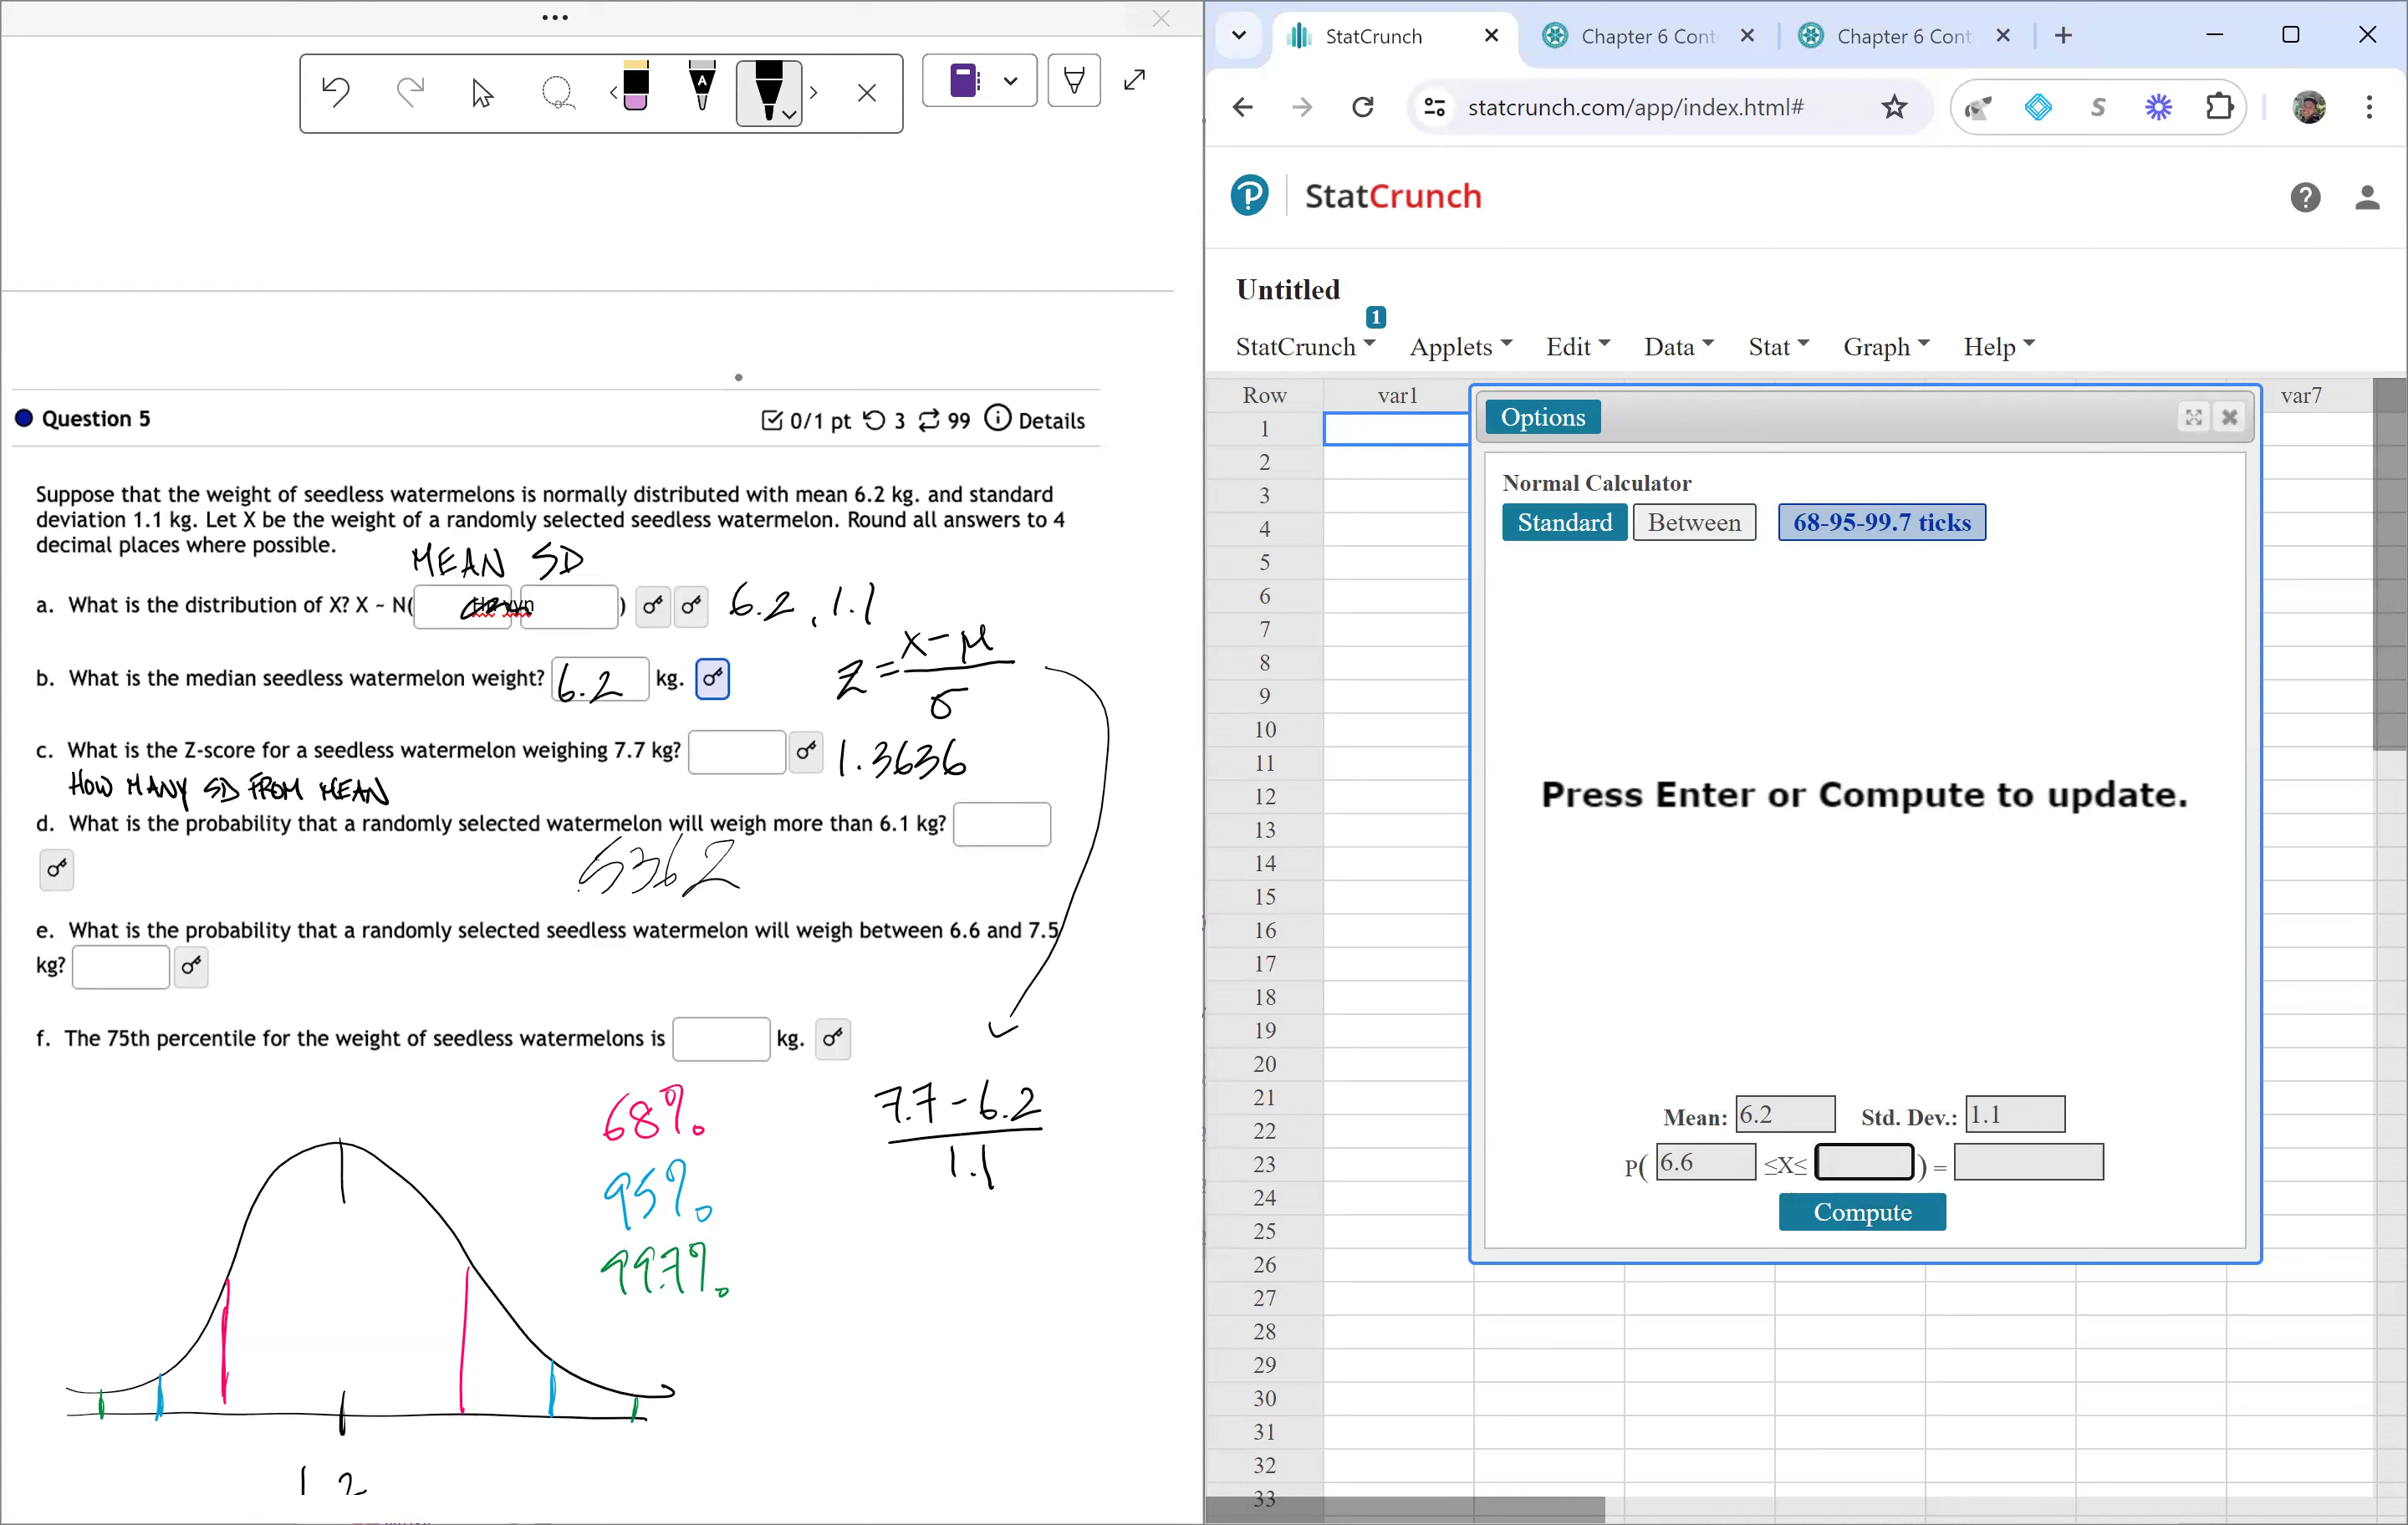 StatCrunch
Chapter 6 Cont
Chapter 6 Cont
statcrunch.com/app/index.html#
StatCrunch
Untitled
1
StatCrunch Applets Edit Data Stat Graph Help
Row var1 var7
1
2
3
4
5
6
7
8
9
10
11
12
13
14
15
16
17
18
19
20
21
22
23
24
25
26
27
28
29
30
31
32
33
Options
Normal Calculator
Standard Between 68-95-99.7 ticks
Press Enter or Compute to update.
Mean: 6.2 Std. Dev.: 1.1
P( 6.6 ≤X≤ ) =
Compute
Question 5
0/1 pt 3 99 Details
Suppose that the weight of seedless watermelons is normally distributed with mean 6.2 kg. and standard
deviation 1.1 kg. Let X be the weight of a randomly selected seedless watermelon. Round all answers to 4
decimal places where possible.
MEAN SD
a. What is the distribution of X? X ~ N( ) 6.2, 1.1
b. What is the median seedless watermelon weight? 6.2 kg.
Z = X - μ
σ
c. What is the Z-score for a seedless watermelon weighing 7.7 kg? 1.3636
HOW MANY SD FROM MEAN
d. What is the probability that a randomly selected watermelon will weigh more than 6.1 kg?
.5362
e. What is the probability that a randomly selected seedless watermelon will weigh between 6.6 and 7.5
kg?
f. The 75th percentile for the weight of seedless watermelons is kg.
68%
95%
99.7%
7.7 - 6.2
1.1